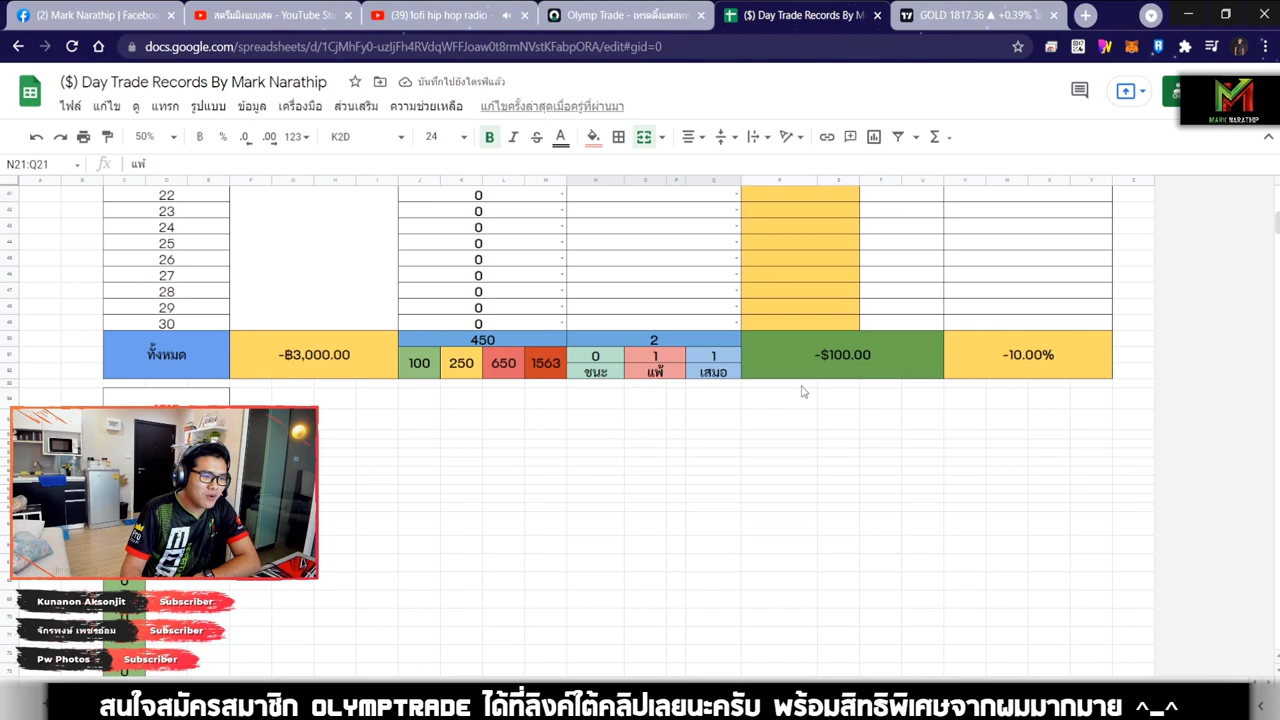 (2) Mark Narathip | Facebo
สตรีมมิงแบบสด - YouTube Stu
(39) lofi hip hop radio -
Olymp Trade - เทรดดิ้งแพลทฟ
($) Day Trade Records By M
GOLD 1817.36 ▲ +0.39%
docs.google.com/spreadsheets/d/1CjMhFy0-uzIjFh4RVdqWFFJoaw0t8rmNVstKFabpORA/edit#gid=0
($) Day Trade Records By Mark Narathip
บันทึกไปยังไดรฟ์แล้ว
ไฟล์ แก้ไข ดู แทรก รูปแบบ ข้อมูล เครื่องมือ ส่วนเสริม ความช่วยเหลือ แก้ไขครั้งล่าสุดเมื่อครู่ที่ผ่านมา
MARK NARATHIP
50% ฿ % .0 .00 123 K2D 24 B I S A
N21:Q21 fx แพ้
22 0
23 0
24 0
25 0
26 0
27 0
28 0
29 0
30 0
450 2
ทั้งหมด -฿3,000.00 100 250 650 1563 0 1 1 -$100.00 -10.00%
ชนะ แพ้ เสมอ
Kunanon Aksonjit Subscriber
จักรพงษ์ เพชรอ้อม Subscriber
Pw Photos Subscriber
สนใจสมัครสมาชิก OLYMPTRADE ได้ที่ลิงค์ใต้คลิปเลยนะครับ พร้อมสิทธิพิเศษจากผมมากมาย ^_^